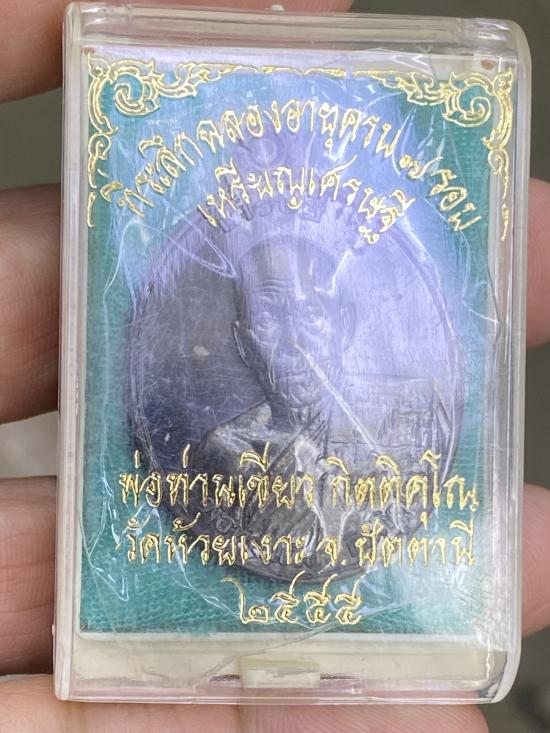 ที่ระลึกฉลองอายุครบ ๗ รอบ
เหรียญเศรษฐี
พ่อท่านเขียว กิตติคุโณ
วัดห้วยเงาะ จ. ปัตตานี
๒๕๕๕